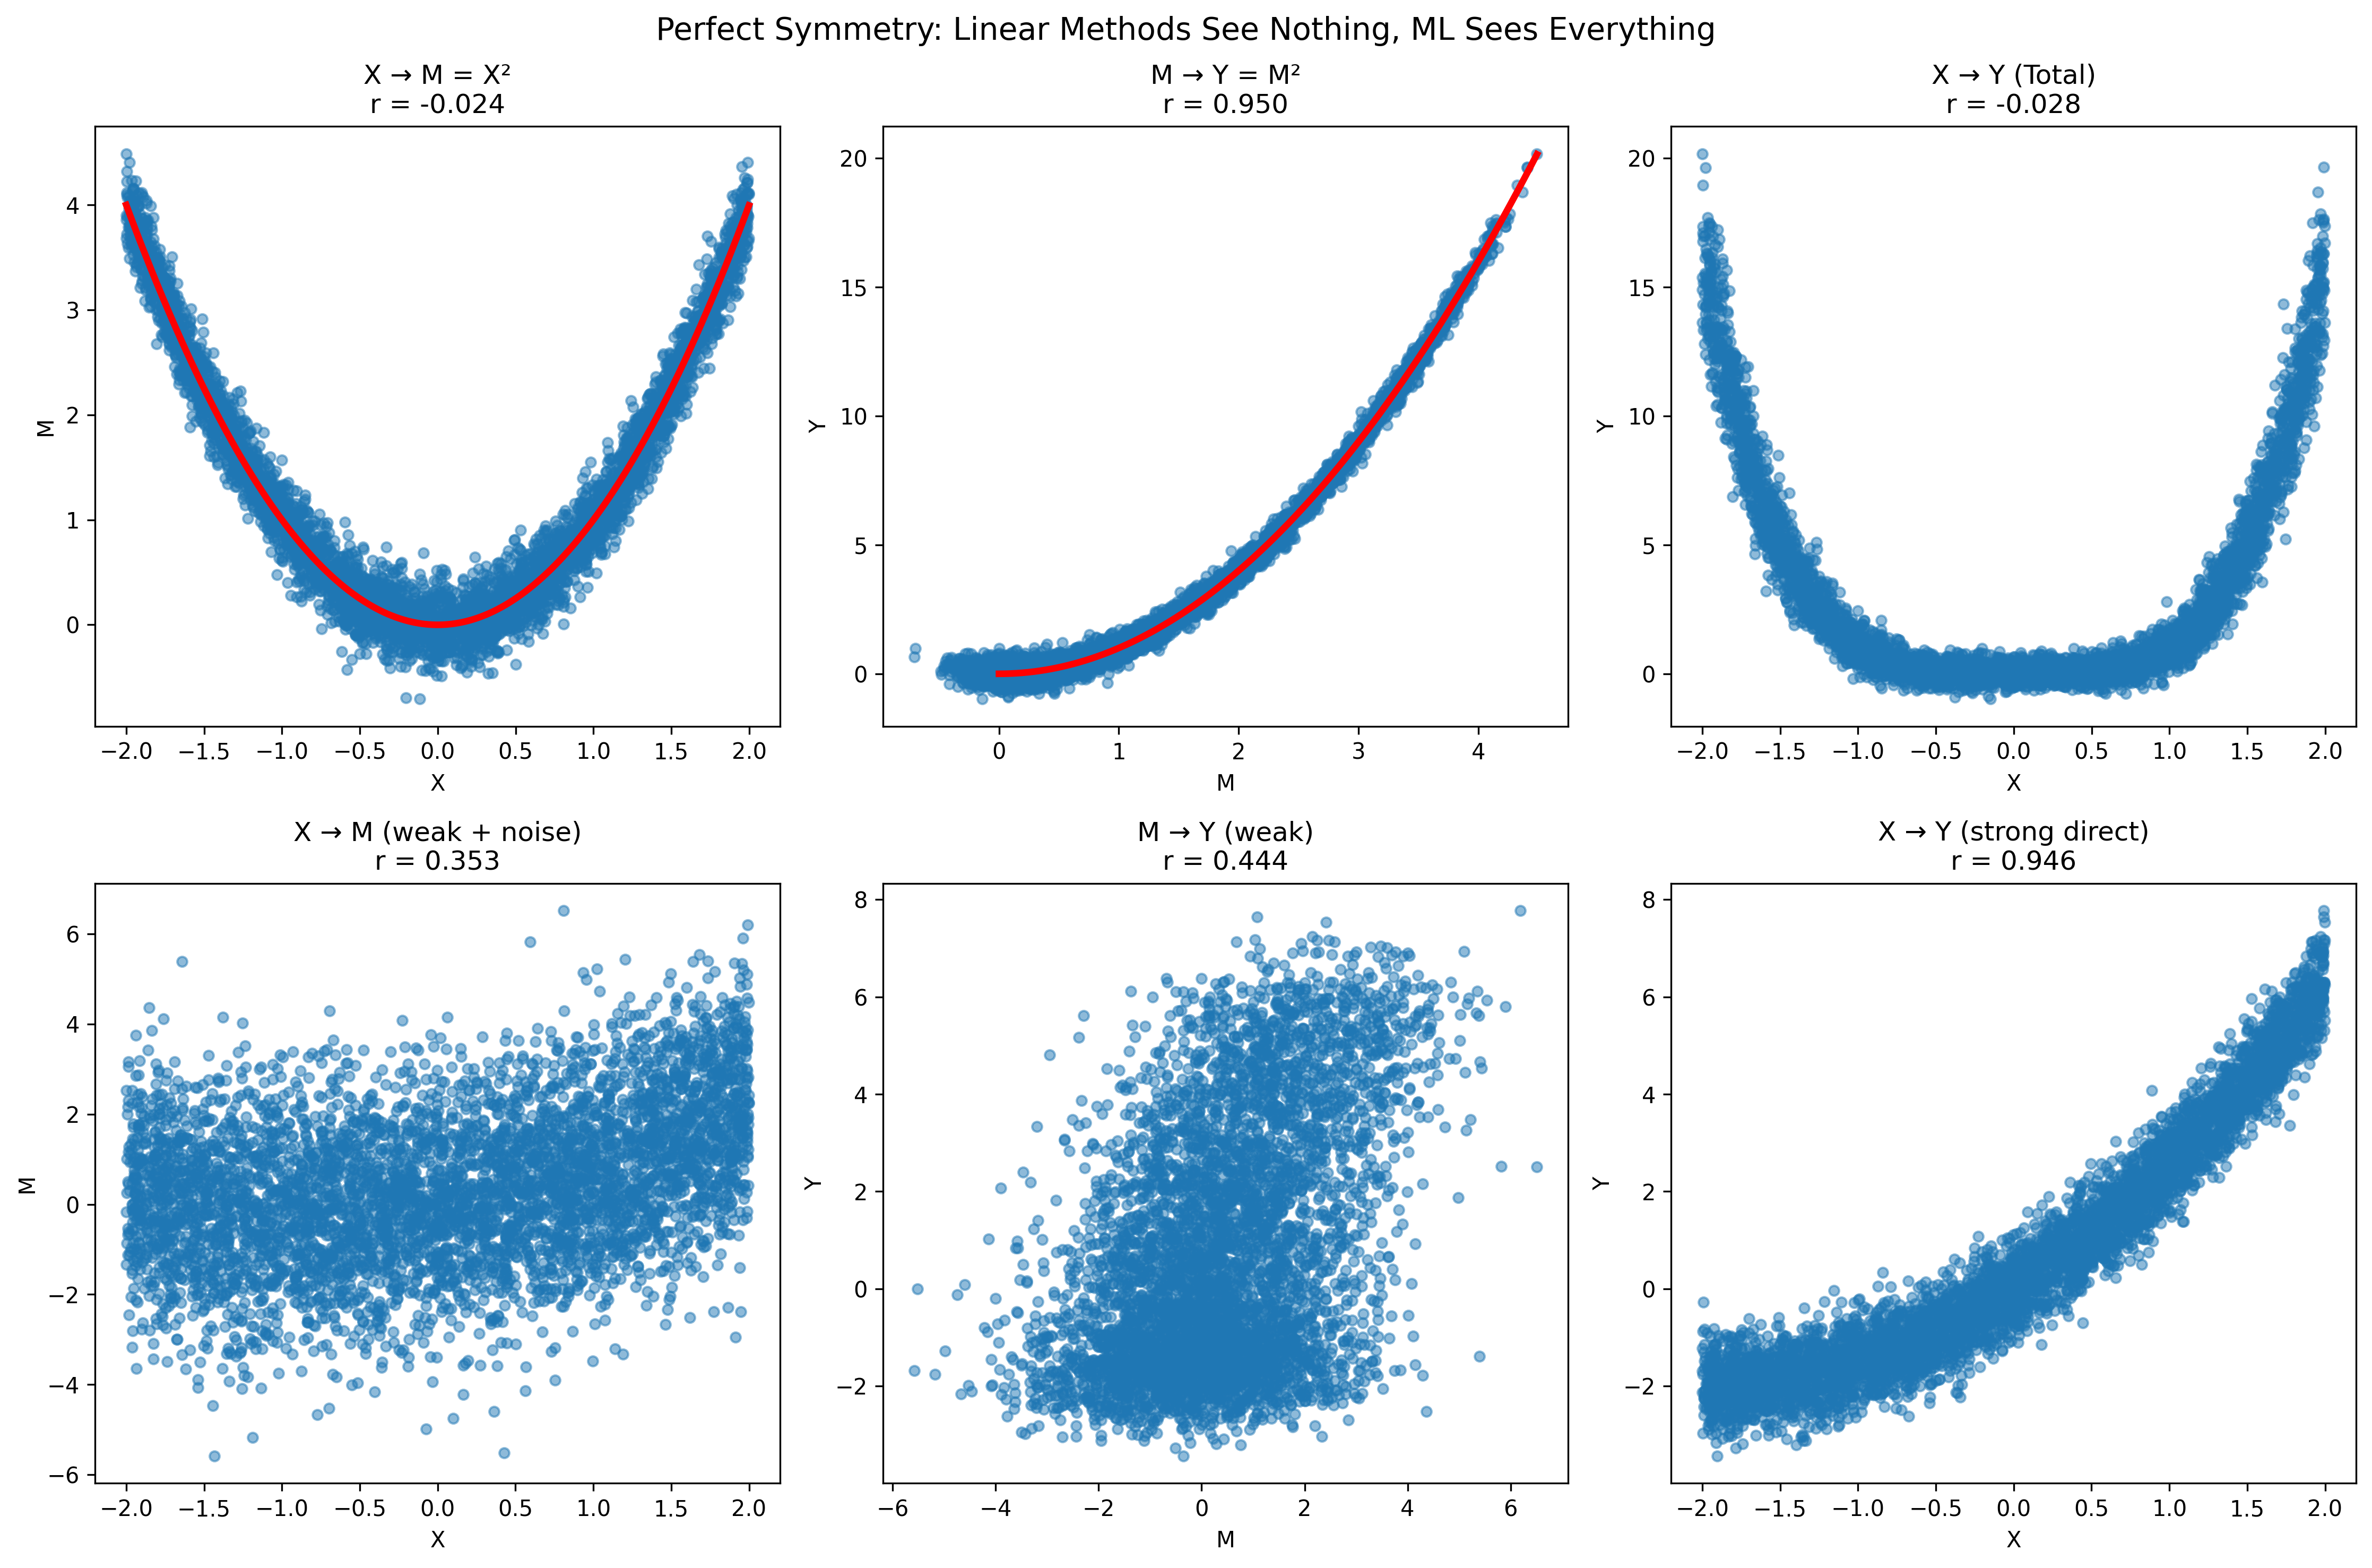 Perfect Symmetry: Linear Methods See Nothing, ML Sees Everything
X → M = X²
r = -0.024
4
3
2
1
0
M
−2.0 −1.5 −1.0 −0.5 0.0 0.5 1.0 1.5 2.0
X
M → Y = M²
r = 0.950
20
15
10
5
0
Y
0 1 2 3 4
M
X → Y (Total)
r = -0.028
20
15
10
5
0
Y
−2.0 −1.5 −1.0 −0.5 0.0 0.5 1.0 1.5 2.0
X
X → M (weak + noise)
r = 0.353
6
4
2
0
−2
−4
−6
M
−2.0 −1.5 −1.0 −0.5 0.0 0.5 1.0 1.5 2.0
X
M → Y (weak)
r = 0.444
8
6
4
2
0
−2
Y
−6 −4 −2 0 2 4 6
M
X → Y (strong direct)
r = 0.946
8
6
4
2
0
−2
Y
−2.0 −1.5 −1.0 −0.5 0.0 0.5 1.0 1.5 2.0
X